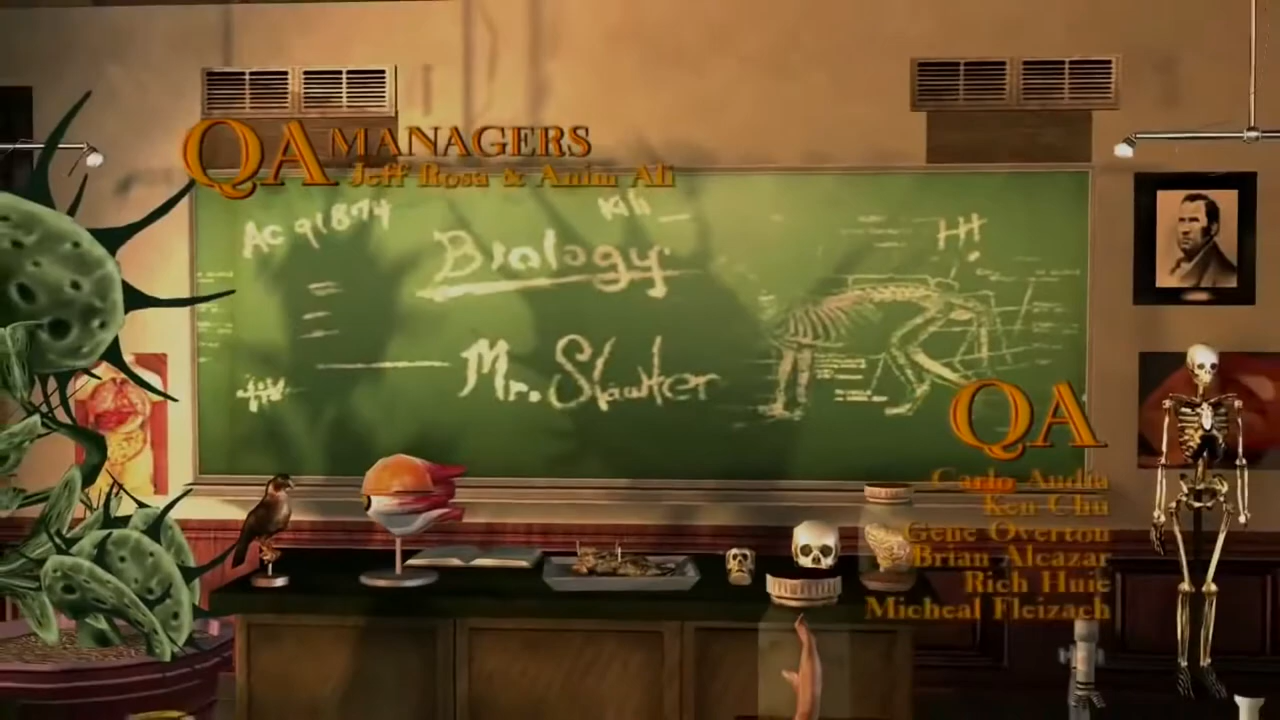 QA MANAGERS
Jeff Rosa & Anim Ali
AC 91874
Biology
Mr. Slawter
QA
Carlo Audia
Ken Chu
Gene Overton
Brian Alcazar
Rich Huie
Micheal Fleizach